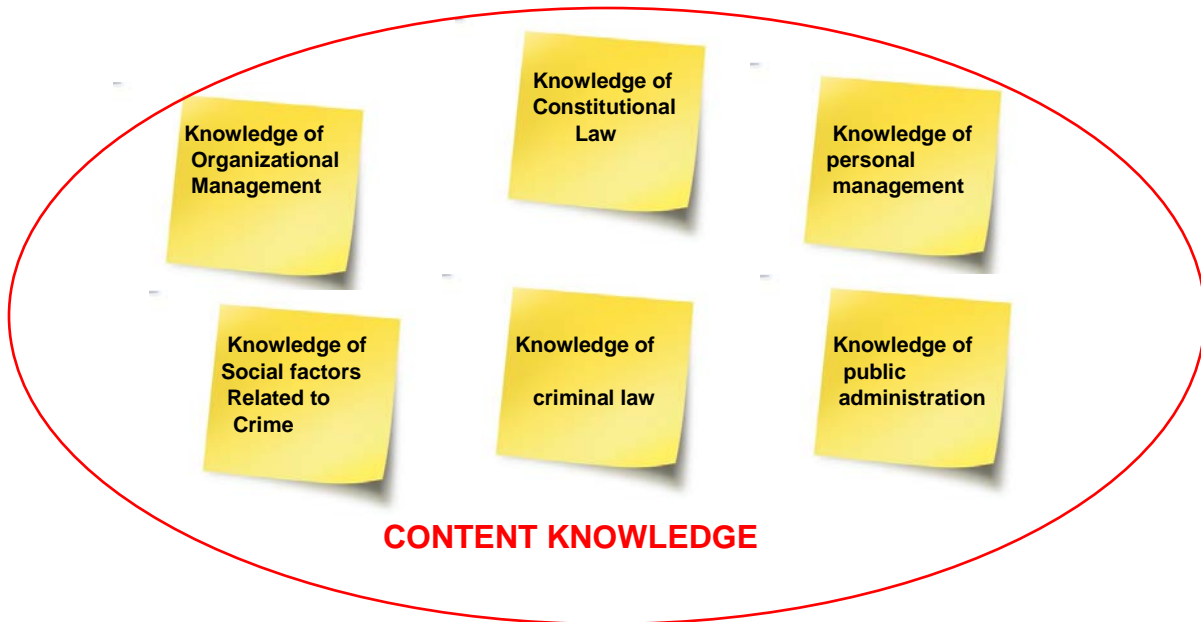 Knowledge of
Organizational
Management
Knowledge of
Constitutional
Law
Knowledge of
personal
management
Knowledge of
Social factors
Related to
Crime
Knowledge of
criminal law
Knowledge of
public
administration
CONTENT KNOWLEDGE